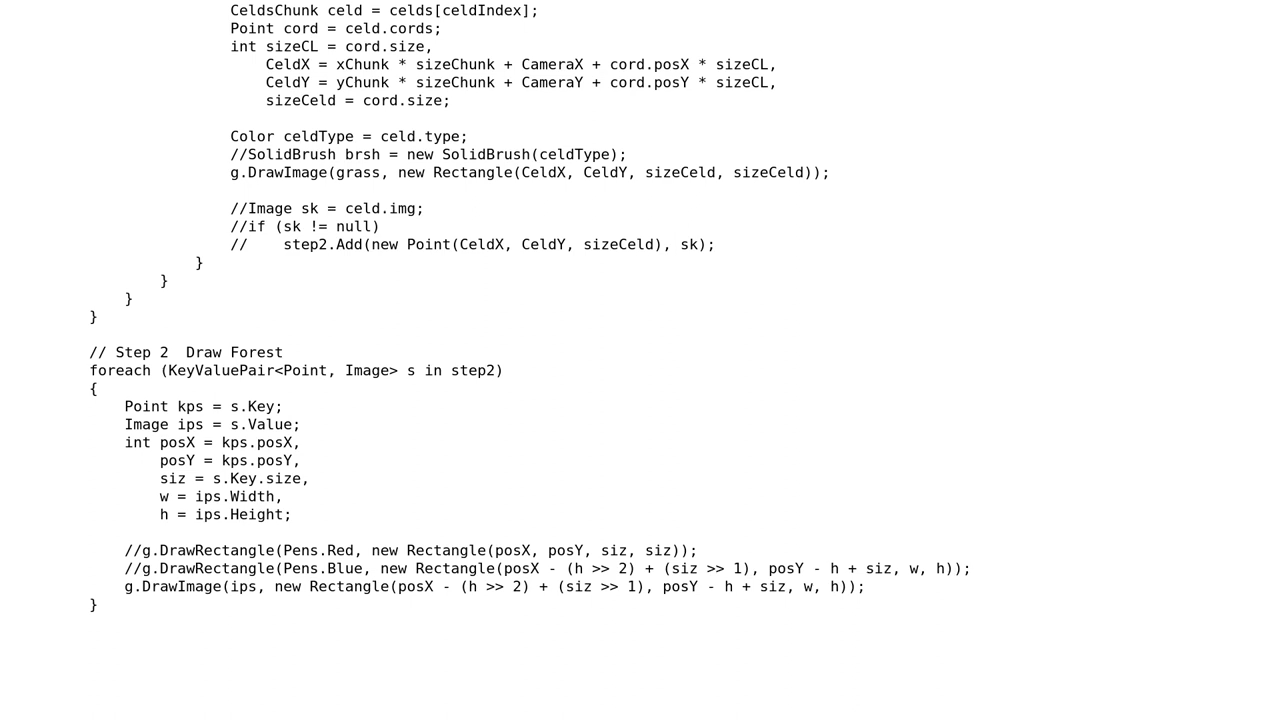 CeldsChunk celd = celds[celdIndex];
                Point cord = celd.cords;
                int sizeCL = cord.size,
                    CeldX = xChunk * sizeChunk + CameraX + cord.posX * sizeCL,
                    CeldY = yChunk * sizeChunk + CameraY + cord.posY * sizeCL,
                    sizeCeld = cord.size;

                Color celdType = celd.type;
                //SolidBrush brsh = new SolidBrush(celdType);
                g.DrawImage(grass, new Rectangle(CeldX, CeldY, sizeCeld, sizeCeld));

                //Image sk = celd.img;
                //if (sk != null)
                //    step2.Add(new Point(CeldX, CeldY, sizeCeld), sk);
            }
        }
    }
}

// Step 2  Draw Forest
foreach (KeyValuePair<Point, Image> s in step2)
{
    Point kps = s.Key;
    Image ips = s.Value;
    int posX = kps.posX,
        posY = kps.posY,
        siz = s.Key.size,
        w = ips.Width,
        h = ips.Height;

    //g.DrawRectangle(Pens.Red, new Rectangle(posX, posY, siz, siz));
    //g.DrawRectangle(Pens.Blue, new Rectangle(posX - (h >> 2) + (siz >> 1), posY - h + siz, w, h));
    g.DrawImage(ips, new Rectangle(posX - (h >> 2) + (siz >> 1), posY - h + siz, w, h));
}